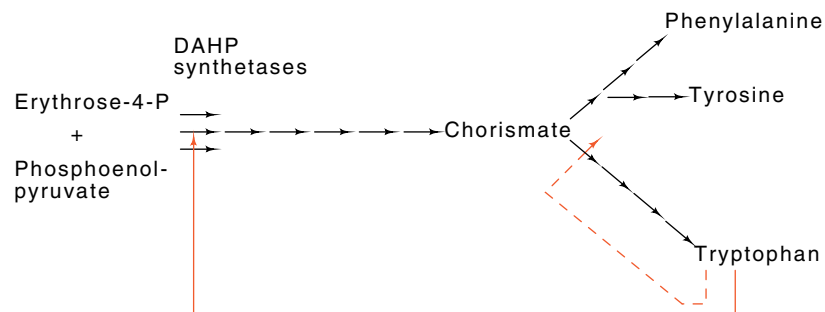 Phenylalanine
DAHP
synthetases
Tyrosine
Erythrose-4-P
+
Chorismate
Phosphoenol-
pyruvate
Tryptophan